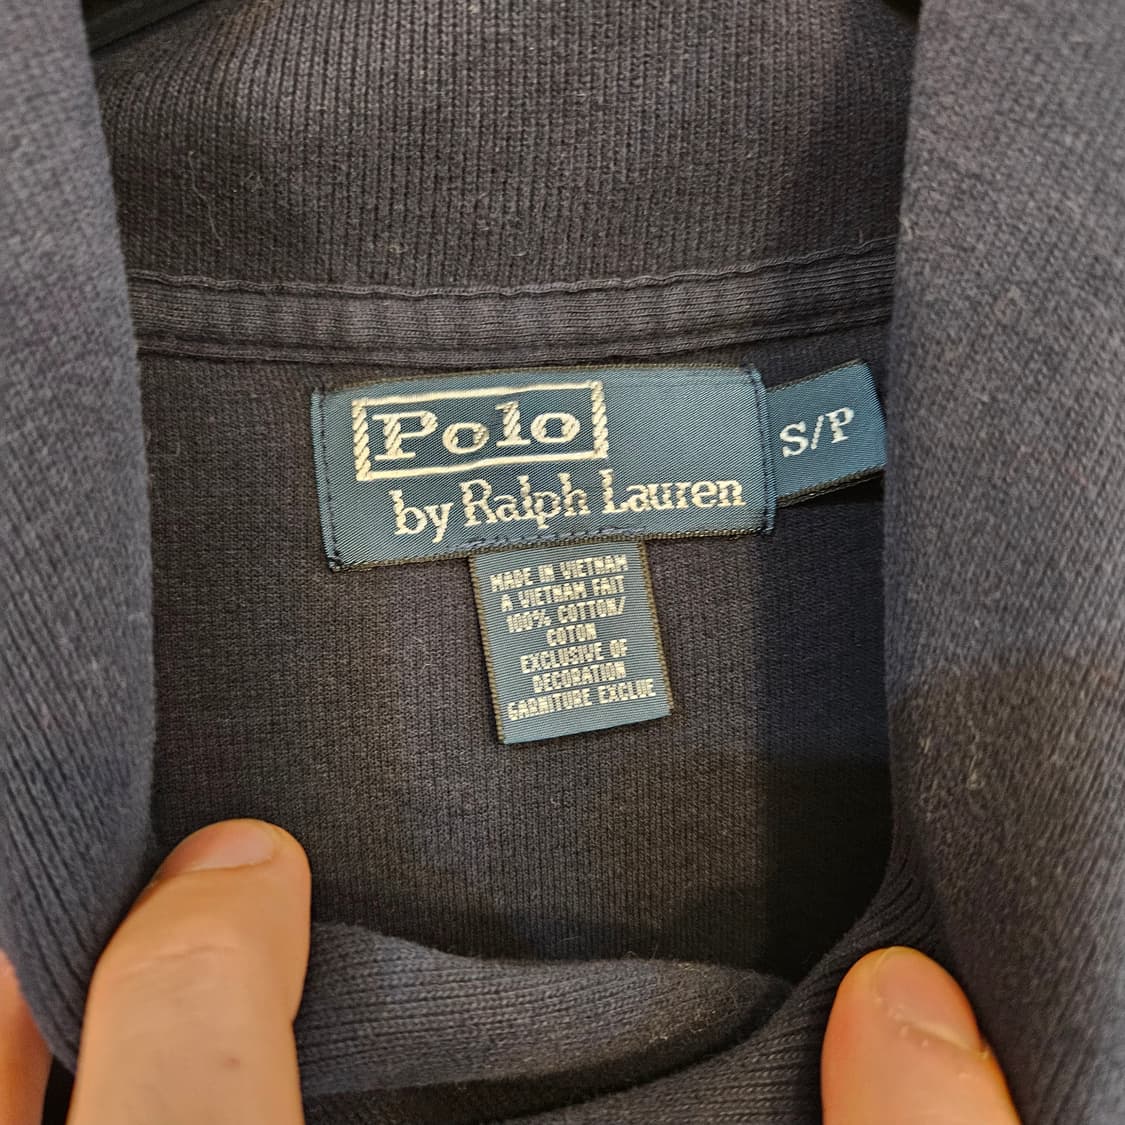 Polo
by Ralph Lauren
S/P
MADE IN VIETNAM
A VIETNAM FAIT
100% COTTON/
COTON
EXCLUSIVE OF
DECORATION
GARNITURE EXCLUE